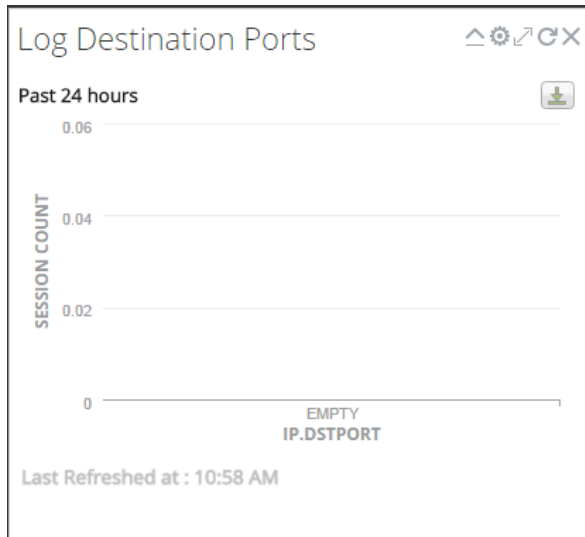 Log Destination Ports
Past 24 hours
0.06
0.04
0.02
0
SESSION COUNT
EMPTY
IP.DSTPORT
Last Refreshed at : 10:58 AM